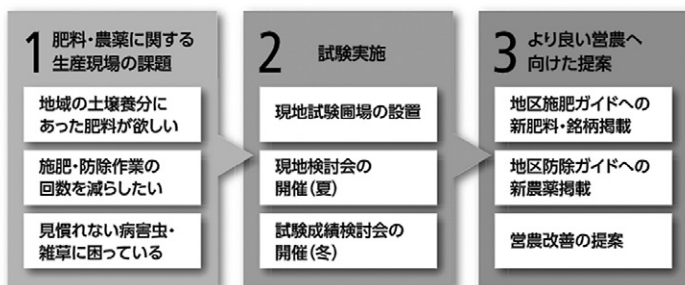 1 肥料・農薬に関する
生産現場の課題
地域の土壌養分に
あった肥料が欲しい
施肥・防除作業の
回数を減らしたい
見慣れない病害虫・
雑草に困っている
2 試験実施
現地試験圃場の設置
現地検討会の
開催(夏)
試験成績検討会の
開催(冬)
3 より良い営農へ
向けた提案
地区施肥ガイドへの
新肥料・銘柄掲載
地区防除ガイドへの
新農薬掲載
営農改善の提案